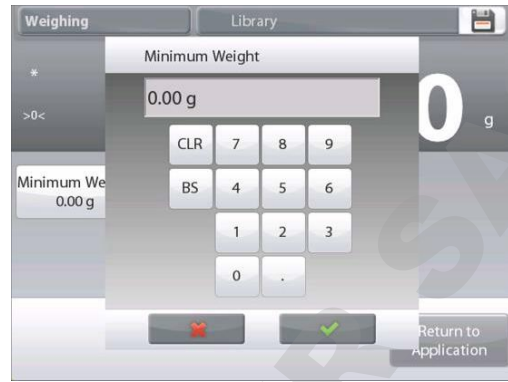 Weighing Library
Minimum Weight
*
0.00 g
>0<
0 g
CLR 7 8 9
Minimum We
0.00 g
BS 4 5 6
1 2 3
0 .
Return to
Application